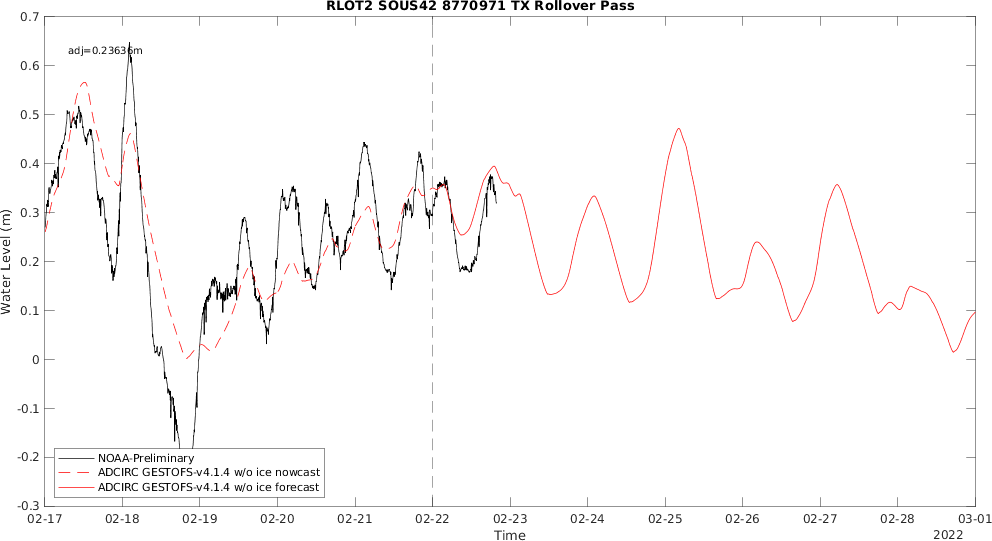 RLOT2 SOUS42 8770971 TX Rollover Pass
adj=0.23636m
0.7
0.6
0.5
0.4
0.3
0.2
0.1
0
-0.1
-0.2
-0.3
Water Level (m)
NOAA-Preliminary
ADCIRC GESTOFS-v4.1.4 w/o ice nowcast
ADCIRC GESTOFS-v4.1.4 w/o ice forecast
02-17 02-18 02-19 02-20 02-21 02-22 02-23 02-24 02-25 02-26 02-27 02-28 03-01
Time
2022